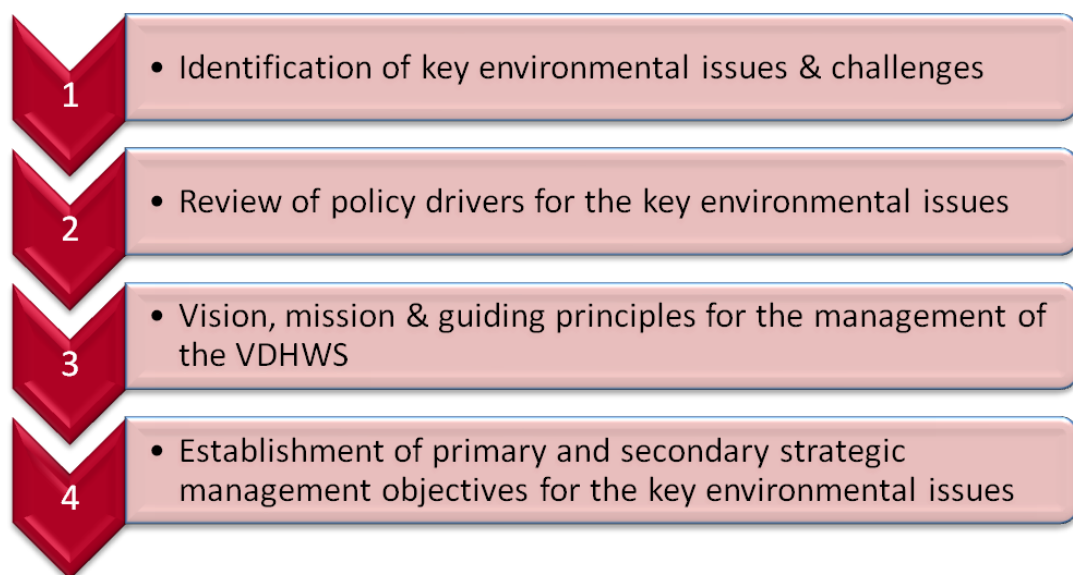 1
• Identification of key environmental issues & challenges
2
• Review of policy drivers for the key environmental issues
3
• Vision, mission & guiding principles for the management of
the VDHWS
4
• Establishment of primary and secondary strategic
management objectives for the key environmental issues